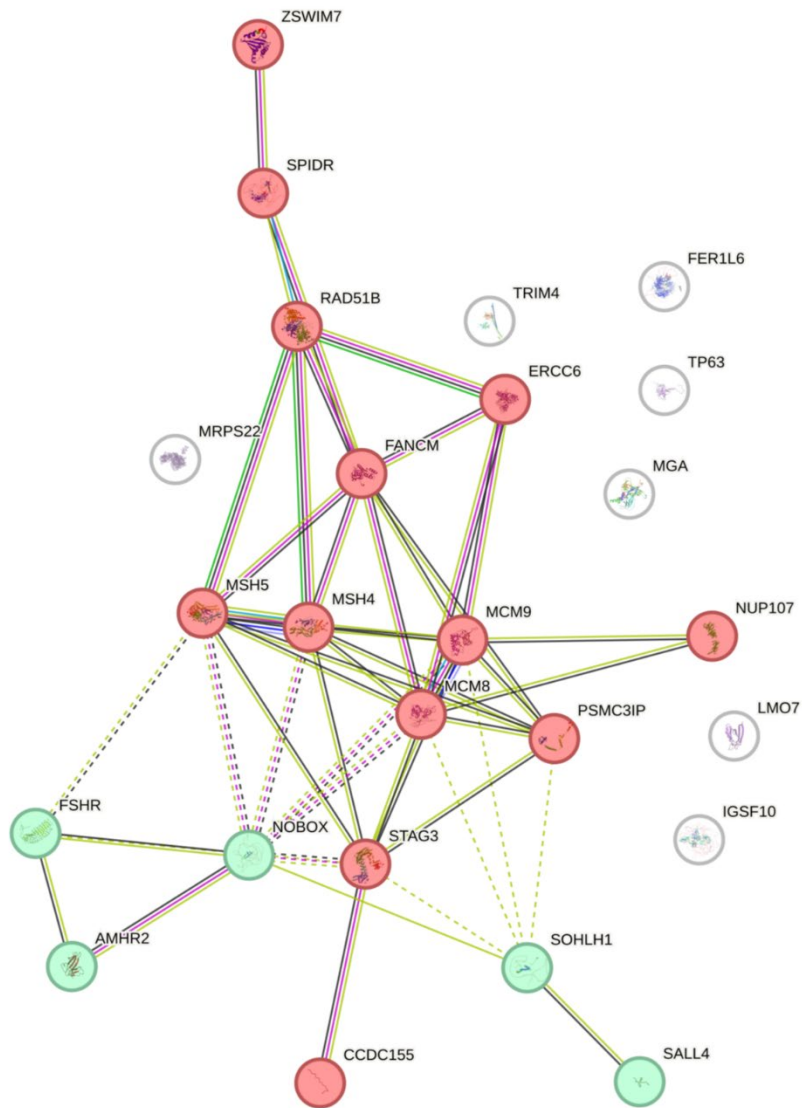 ZSWIM7
SPIDR
FER1L6
RAD51B
TRIM4
TP63
ERCC6
MRPS22
FANCM
MGA
MSH5
MSH4
MCM9
NUP107
MCM8
PSMC3IP
LMO7
FSHR
NOBOX
STAG3
IGSF10
AMHR2
SOHLH1
CCDC155
SALL4